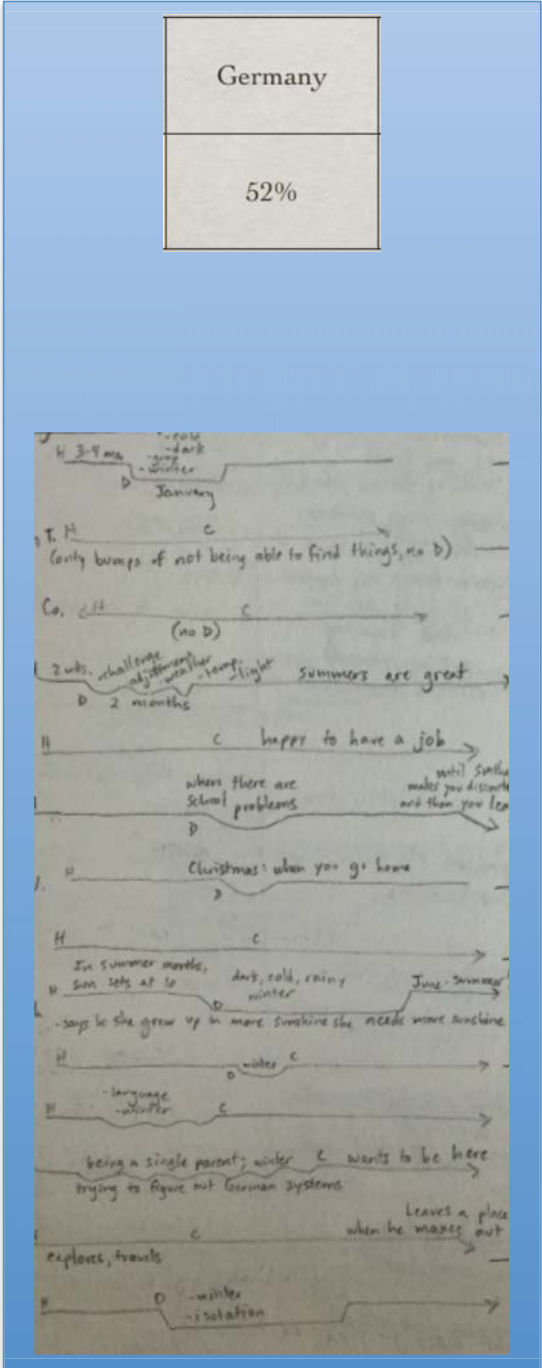 Germany
52%
-cold
-dark
H 3-4 mo.
-gray
-winter
D
January
T. H C
(only bumps of not being able to find things, no D)
Co. H C
(no D)
2 wks. -challenge
adjustment
-weather
-temp.
-light
summers are great
D 2 months
H C happy to have a job
until
makes you
and then you
when there are
school problems
D
H Christmas: when you go home
D
H C
In summer months,
sun sets at 10
dark, cold, rainy
winter
June - summer
H D
-says bc she grew up in more sunshine she needs more sunshine
H winter C
D
-language
-winter
H C
being a single parent; winter C wants to be here
trying to figure out German systems
Leaves a place
when he maxes out
C
explores, travels
H D -winter
-isolation